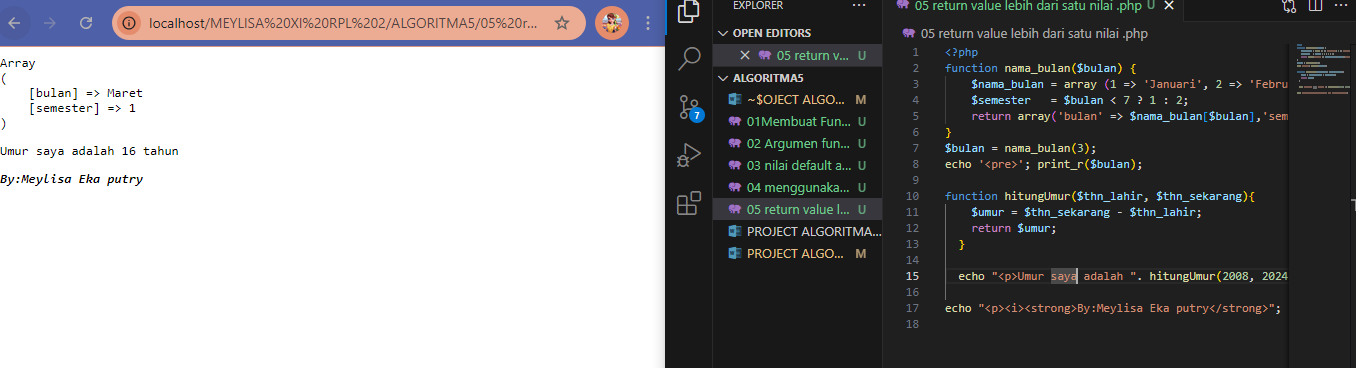 localhost/MEYLISA%20XI%20RPL%202/ALGORITMA5/05%20r...
Array
(
[bulan] => Maret
[semester] => 1
)
Umur saya adalah 16 tahun
By:Meylisa Eka putry
EXPLORER
OPEN EDITORS
05 return v... U
ALGORITMA5
~$OJECT ALGO... M
01Membuat Fun... U
02 Argumen fun... U
03 nilai default a... U
04 menggunaka... U
05 return value l... U
PROJECT ALGORITMA...
PROJECT ALGO... M
7
05 return value lebih dari satu nilai .php U
05 return value lebih dari satu nilai .php
1 <?php
2 function nama_bulan($bulan) {
3 $nama_bulan = array (1 => 'Januari', 2 => 'Febru
4 $semester = $bulan < 7 ? 1 : 2;
5 return array('bulan' => $nama_bulan[$bulan],'sem
6 }
7 $bulan = nama_bulan(3);
8 echo '<pre>'; print_r($bulan);
9
10 function hitungUmur($thn_lahir, $thn_sekarang){
11 $umur = $thn_sekarang - $thn_lahir;
12 return $umur;
13 }
14
15 echo "<p>Umur saya adalah ". hitungUmur(2008, 2024
16
17 echo "<p><i><strong>By:Meylisa Eka putry</strong>";
18